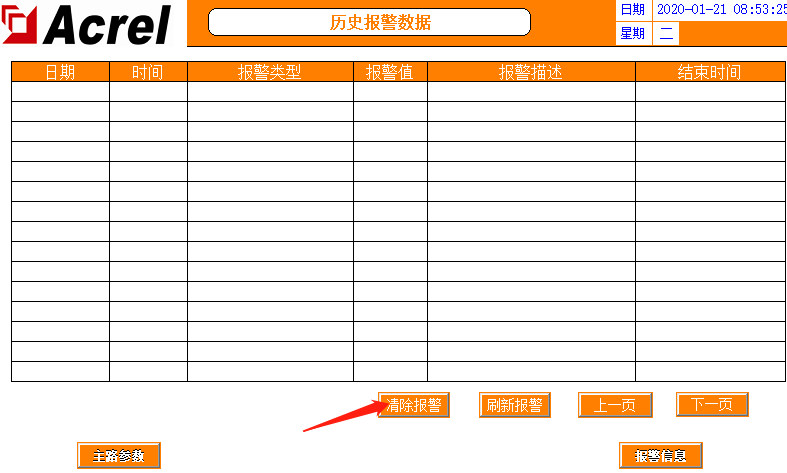 Acrel
历史报警数据
日期 2020-01-21 08:53:25
星期 二
日期 时间 报警类型 报警值 报警描述 结束时间
清除报警 刷新报警 上一页 下一页
主路参数 报警信息